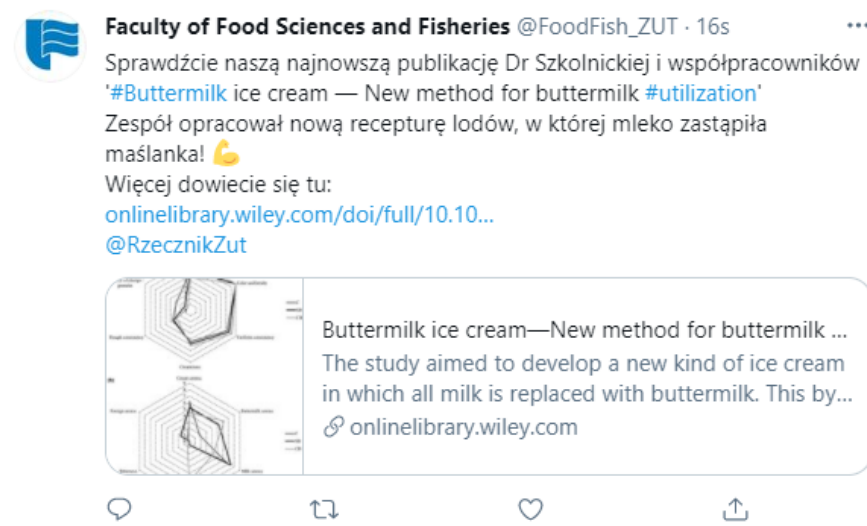 Faculty of Food Sciences and Fisheries @FoodFish_ZUT · 16s
Sprawdźcie naszą najnowszą publikację Dr Szkolnickiej i współpracowników
'#Buttermilk ice cream — New method for buttermilk #utilization'
Zespół opracował nową recepturę lodów, w której mleko zastąpiła
maślanka! 💪
Więcej dowiecie się tu:
onlinelibrary.wiley.com/doi/full/10.10...
@RzecznikZut
Buttermilk ice cream—New method for buttermilk ...
The study aimed to develop a new kind of ice cream
in which all milk is replaced with buttermilk. This by...
onlinelibrary.wiley.com